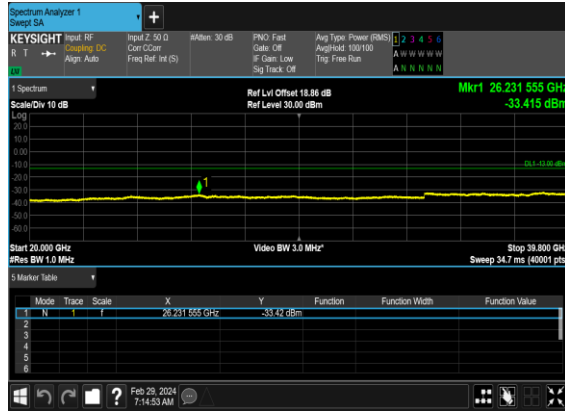 Spectrum Analyzer 1
Swept SA
+
KEYSIGHT Input: RF Input Z: 50 Ω #Atten: 30 dB PNO: Fast Avg Type: Power (RMS) 1 2 3 4 5 6
R T Coupling: DC Corr CCorr Gate: Off Avg|Hold: 100/100 A W W W W W
Align: Auto Freq Ref: Int (S) IF Gain: Low Trig: Free Run
Sig Track: Off A N N N N N
1 Spectrum Ref Lvl Offset 18.86 dB Mkr1 26.231 555 GHz
Scale/Div 10 dB Ref Level 30.00 dBm -33.415 dBm
Log
20.0
10.0
0.00
-10.0
DL1 -13.00 dBm
-20.0
1
-30.0
-40.0
-50.0
-60.0
Start 20.000 GHz Video BW 3.0 MHz* Stop 39.800 GHz
#Res BW 1.0 MHz Sweep 34.7 ms (40001 pts)
5 Marker Table
Mode Trace Scale X Y Function Function Width Function Value
1 N 1 f 26.231 555 GHz -33.42 dBm
2
3
4
5
6
? Feb 29, 2024
7:14:53 AM